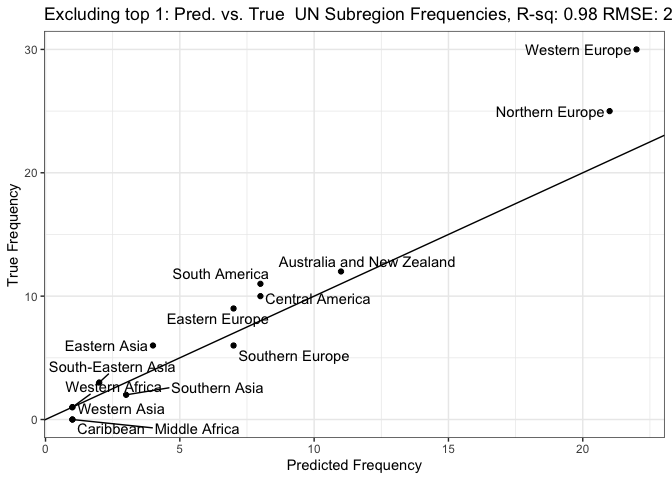 Excluding top 1: Pred. vs. True  UN Subregion Frequencies, R-sq: 0.98 RMSE: 2
30
Western Europe
Northern Europe
20
True Frequency
Australia and New Zealand
South America
10
Central America
Eastern Europe
Eastern Asia
Southern Europe
South-Eastern Asia
Western Africa
Southern Asia
Western Asia
0
Caribbean
Middle Africa
0 5 10 15 20
Predicted Frequency